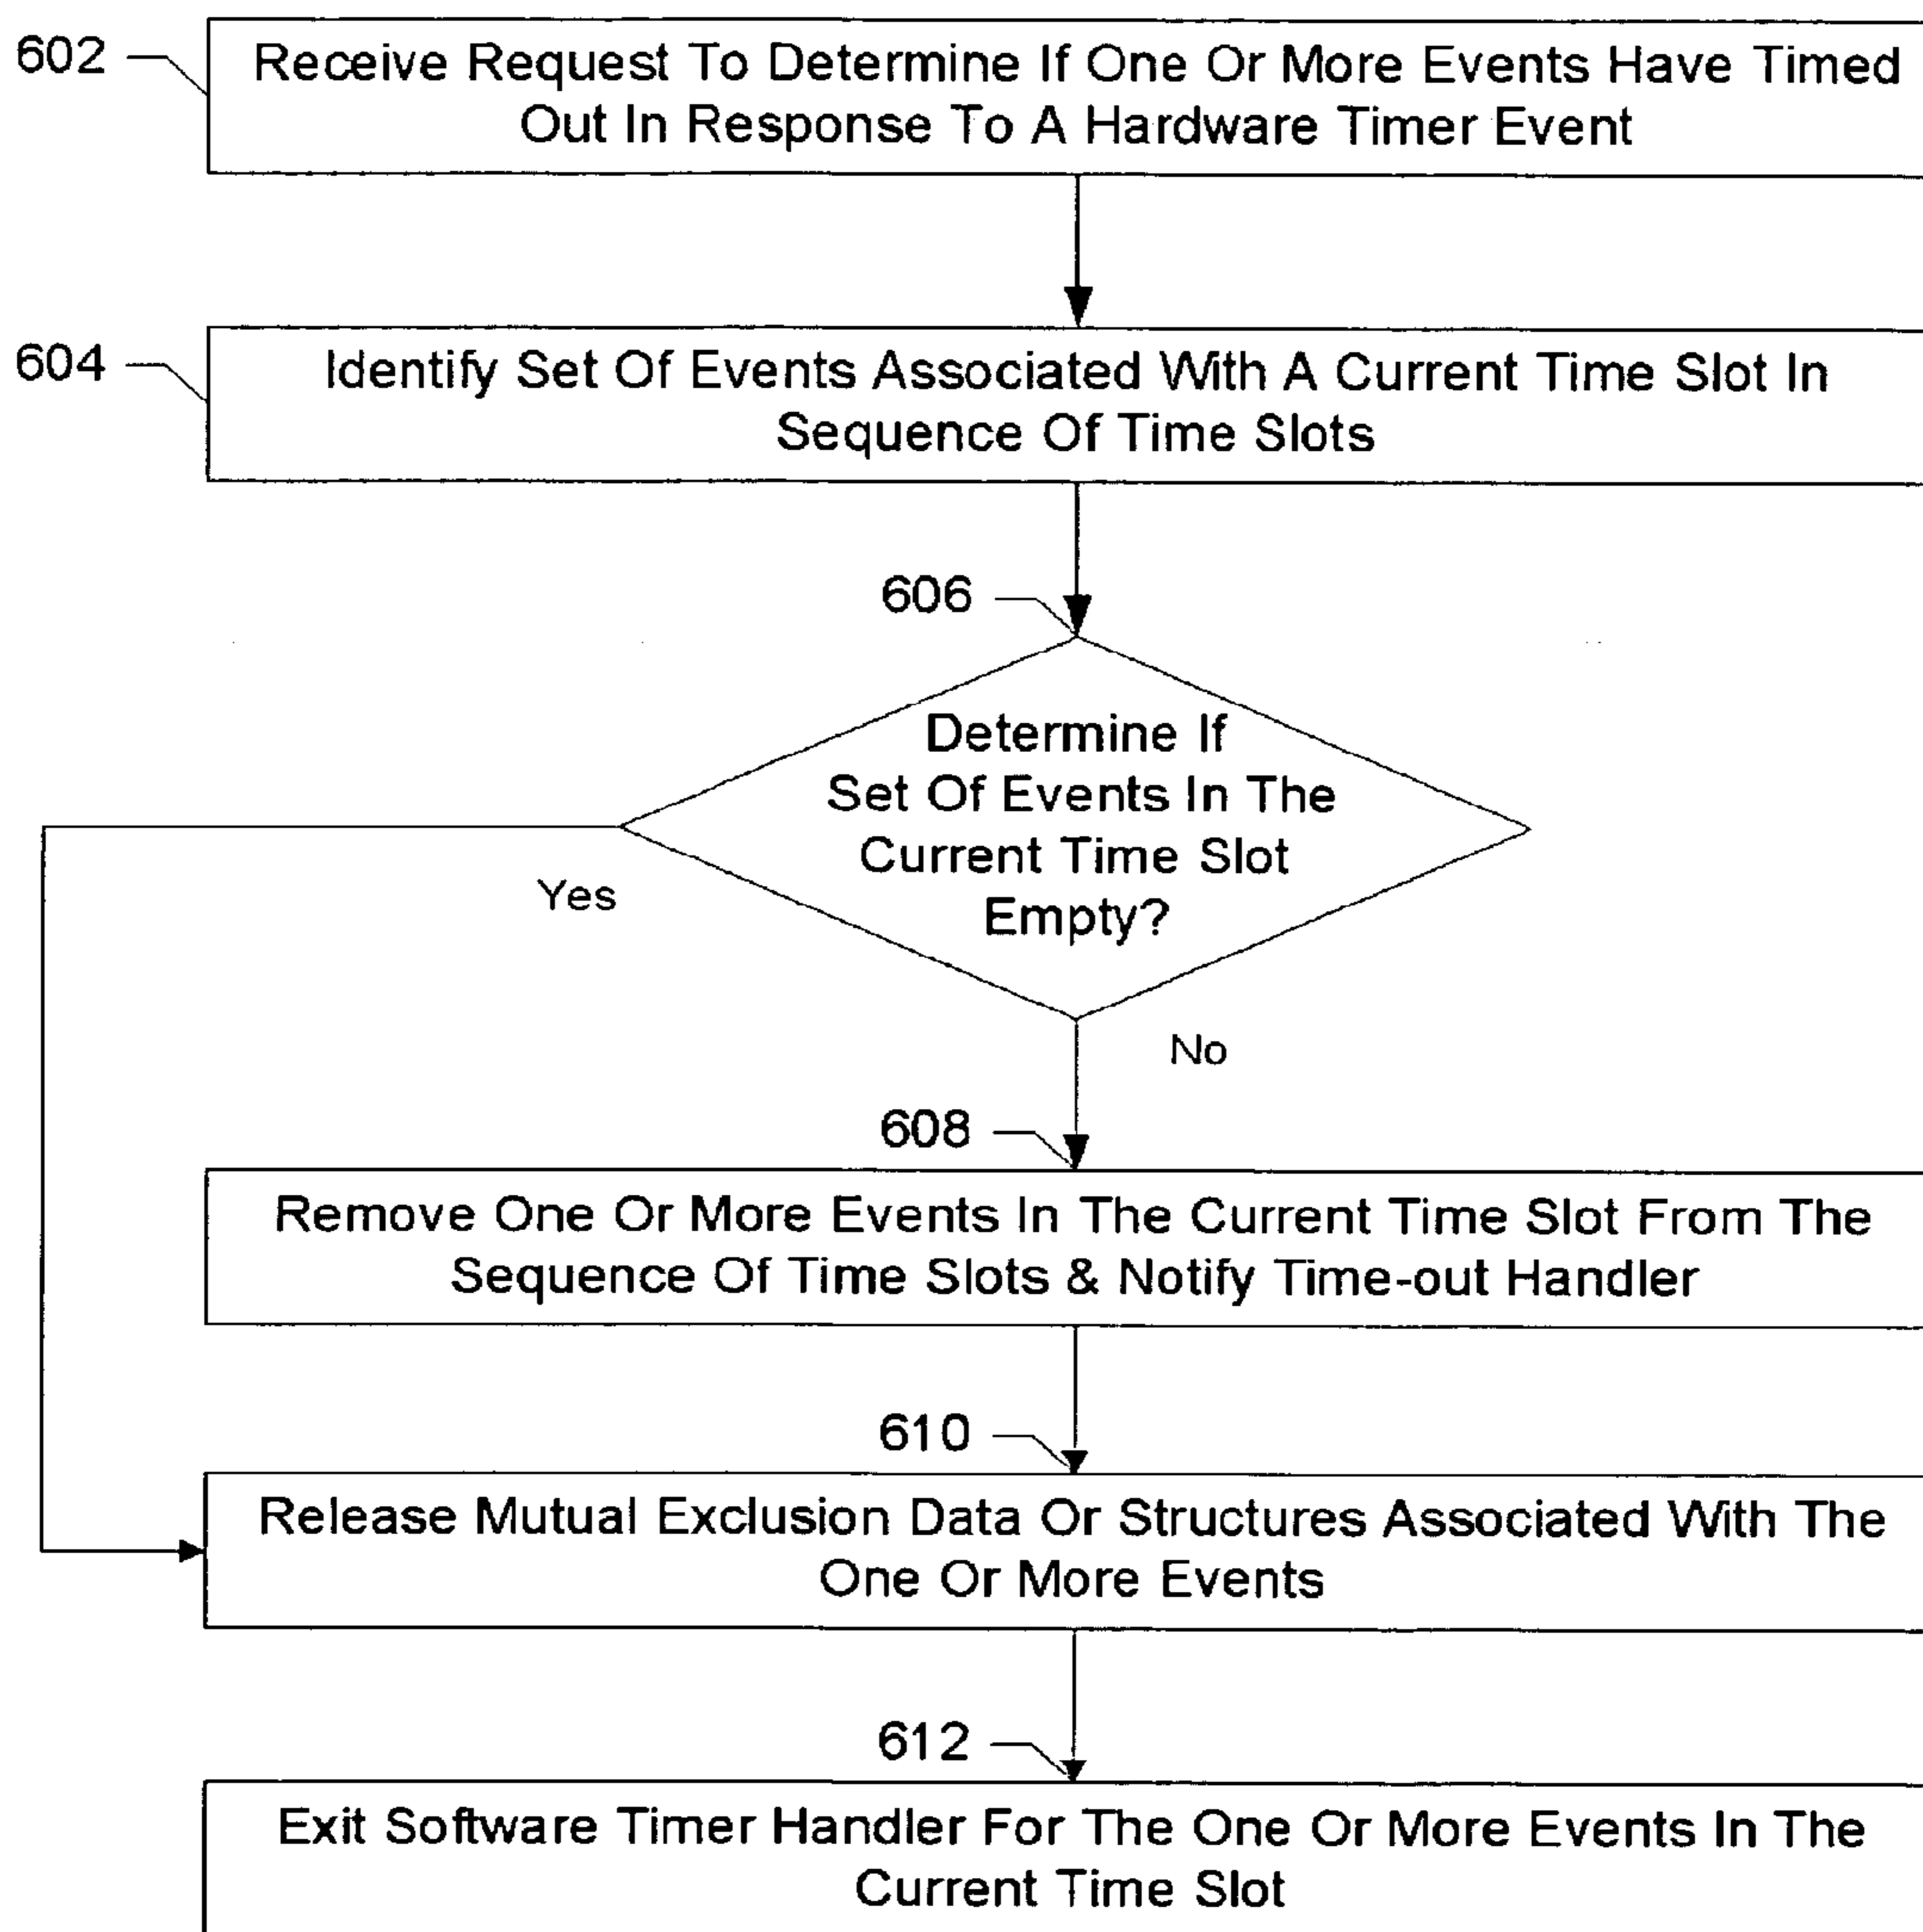 602
Receive Request To Determine If One Or More Events Have Timed
Out In Response To A Hardware Timer Event
604
Identify Set Of Events Associated With A Current Time Slot In
Sequence Of Time Slots
606
Determine If
Set Of Events In The
Current Time Slot
Empty?
Yes
No
608
Remove One Or More Events In The Current Time Slot From The
Sequence Of Time Slots & Notify Time-out Handler
610
Release Mutual Exclusion Data Or Structures Associated With The
One Or More Events
612
Exit Software Timer Handler For The One Or More Events In The
Current Time Slot